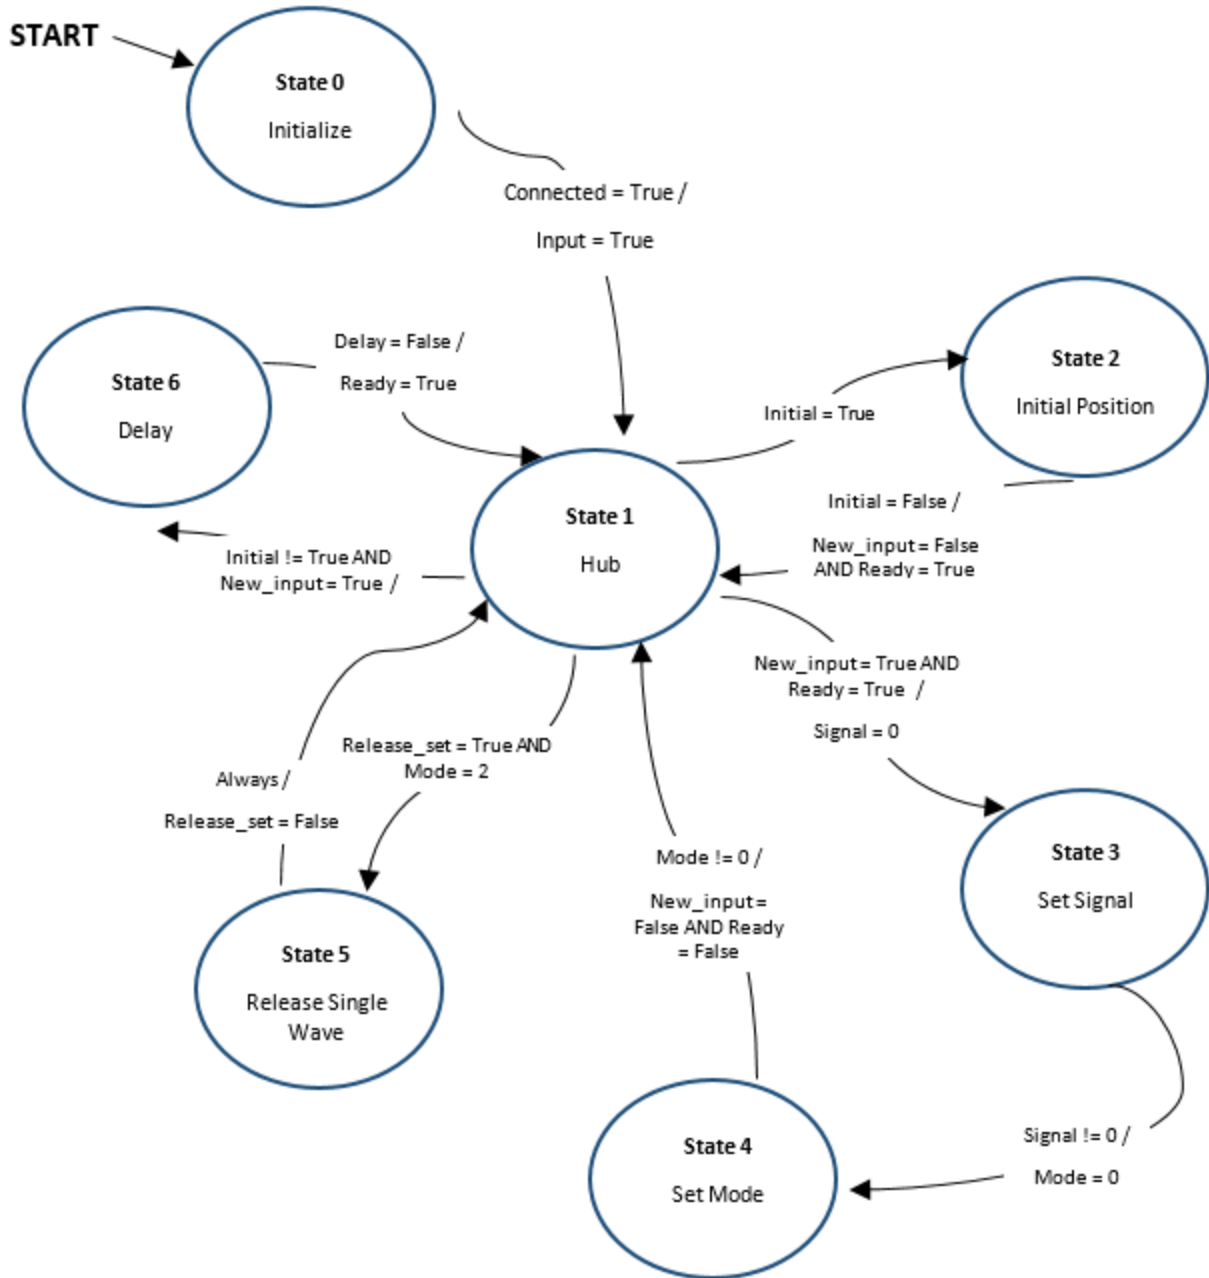 START
State 0
Initialize
Connected = True /
Input = True
Delay = False /
Ready = True
State 6
Delay
State 2
Initial Position
Initial = True
Initial = False /
New_input = False
AND Ready = True
State 1
Hub
Initial != True AND
New_input = True /
New_input = True AND
Ready = True /
Signal = 0
Release_set = True AND
Mode = 2
Always /
Release_set = False
Mode != 0 /
New_input =
False AND Ready
= False
State 3
Set Signal
State 5
Release Single
Wave
Signal != 0 /
Mode = 0
State 4
Set Mode